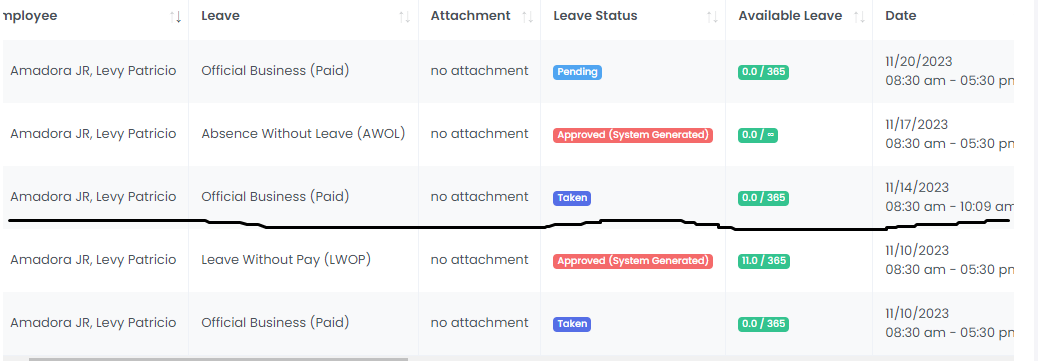 mployee Leave Attachment Leave Status Available Leave Date
Amadora JR, Levy Patricio Official Business (Paid) no attachment Pending 0.0 / 365 11/20/2023
08:30 am - 05:30 pm
Amadora JR, Levy Patricio Absence Without Leave (AWOL) no attachment Approved (System Generated) 0.0 / ∞ 11/17/2023
08:30 am - 05:30 pm
Amadora JR, Levy Patricio Official Business (Paid) no attachment Taken 0.0 / 365 11/14/2023
08:30 am - 10:09 am
Amadora JR, Levy Patricio Leave Without Pay (LWOP) no attachment Approved (System Generated) 11.0 / 365 11/10/2023
08:30 am - 05:30 pm
Amadora JR, Levy Patricio Official Business (Paid) no attachment Taken 0.0 / 365 11/10/2023
08:30 am - 05:30 pm